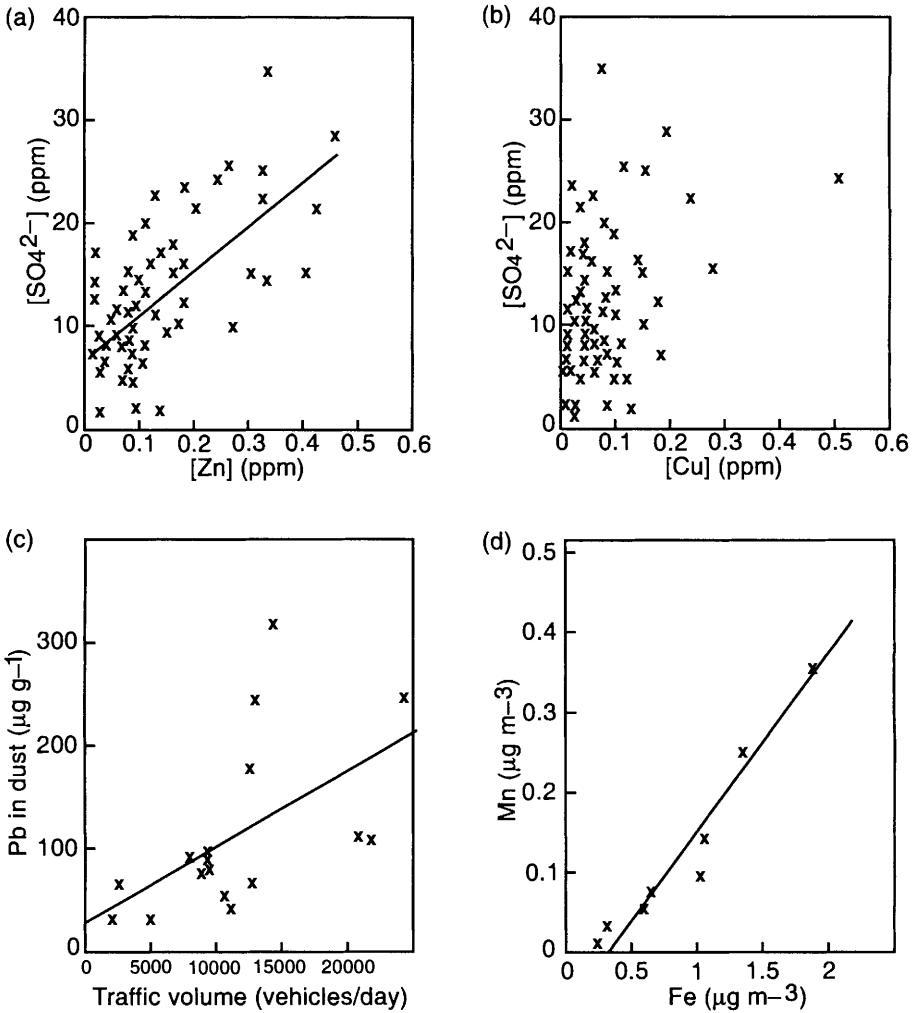 (a)
40
30
20
10
0
[SO4 2–] (ppm)
0 0.1 0.2 0.3 0.4 0.5 0.6
[Zn] (ppm)
(b)
40
30
20
10
0
[SO4 2–] (ppm)
0 0.1 0.2 0.3 0.4 0.5 0.6
[Cu] (ppm)
(c)
300
200
100
0
Pb in dust (µg g–1)
0 5000 10000 15000 20000
Traffic volume (vehicles/day)
(d)
0.5
0.4
0.3
0.2
0.1
0
Mn (µg m–3)
0 0.5 1 1.5 2
Fe (µg m–3)